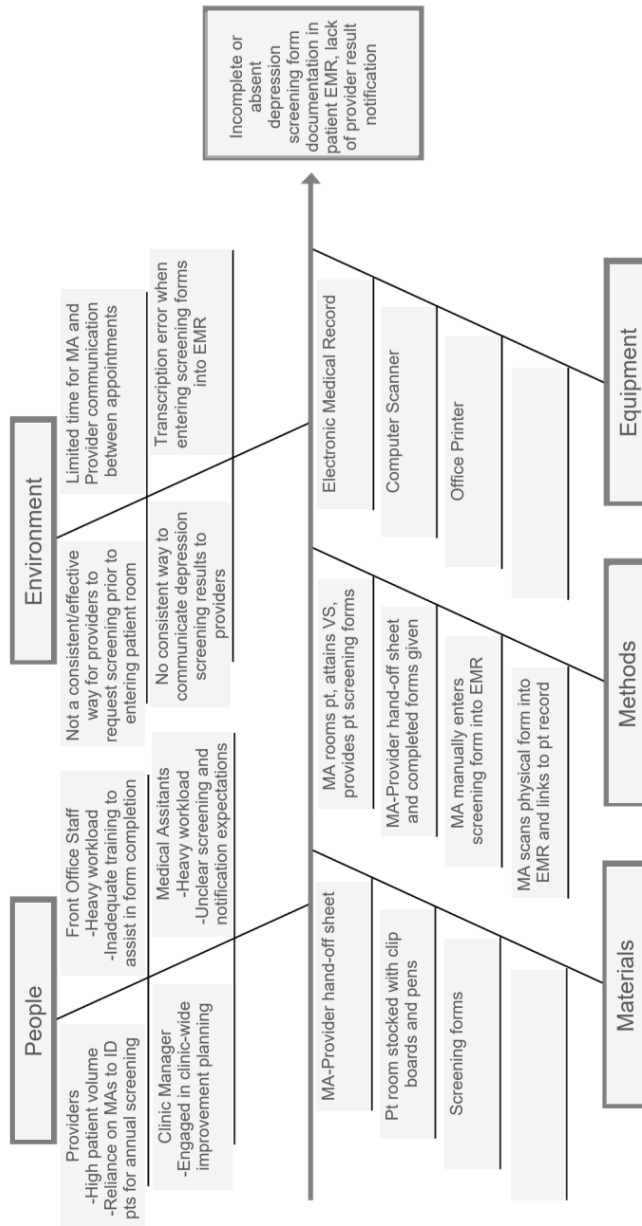 People
Environment
Providers
-High patient volume
-Reliance on MAs to ID
pts for annual screening
Front Office Staff
-Heavy workload
-Inadequate training to
assist in form completion
Clinic Manager
-Engaged in clinic-wide
improvement planning
Medical Assitants
-Heavy workload
-Unclear screening and
notification expectations
Not a consistent/effective
way for providers to
request screening prior to
entering patient room
Limited time for MA and
Provider communication
between appointments
No consistent way to
communicate depression
screening results to
providers
Transcription error when
entering screening forms
into EMR
Incomplete or
absent
depression
screening form
documentation in
patient EMR, lack
of provider result
notification
MA-Provider hand-off sheet
Pt room stocked with clip
boards and pens
Screening forms
MA rooms pt, attains VS,
provides pt screening forms
MA-Provider hand-off sheet
and completed forms given
MA manually enters
screening form into EMR
MA scans physical form into
EMR and links to pt record
Electronic Medical Record
Computer Scanner
Office Printer
Materials
Methods
Equipment